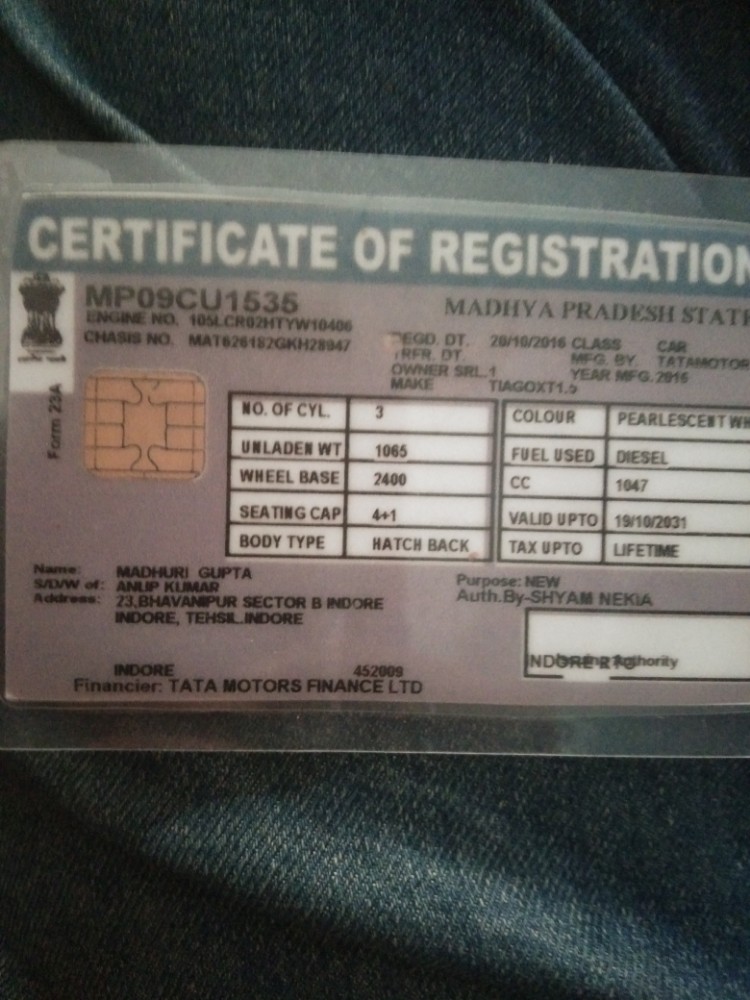 CERTIFICATE OF REGISTRATION
MP09CU1535
MADHYA PRADESH STATE
ENGINE NO. 105LCR02HTYW10406
CHASIS NO. MAT626182GKH28947
REGD. DT. 20/10/2016 CLASS CAR
TRFR. DT. MFG. BY. TATAMOTOR
OWNER SRL.1 YEAR MFG.2016
MAKE TIAGOXT1.5
Form 23A
NO. OF CYL. 3 COLOUR PEARLESCENT WH
UNLADEN WT 1065 FUEL USED DIESEL
WHEEL BASE 2400 CC 1047
SEATING CAP 4+1 VALID UPTO 19/10/2031
BODY TYPE HATCH BACK TAX UPTO LIFETIME
Name: MADHURI GUPTA Purpose: NEW
S/D/W of: ANUP KUMAR Auth.By-SHYAM NEKIA
Address: 23,BHAVANIPUR SECTOR B INDORE
INDORE, TEHSIL.INDORE
INDORE 452009 INDORE RTO Authority
Financier: TATA MOTORS FINANCE LTD